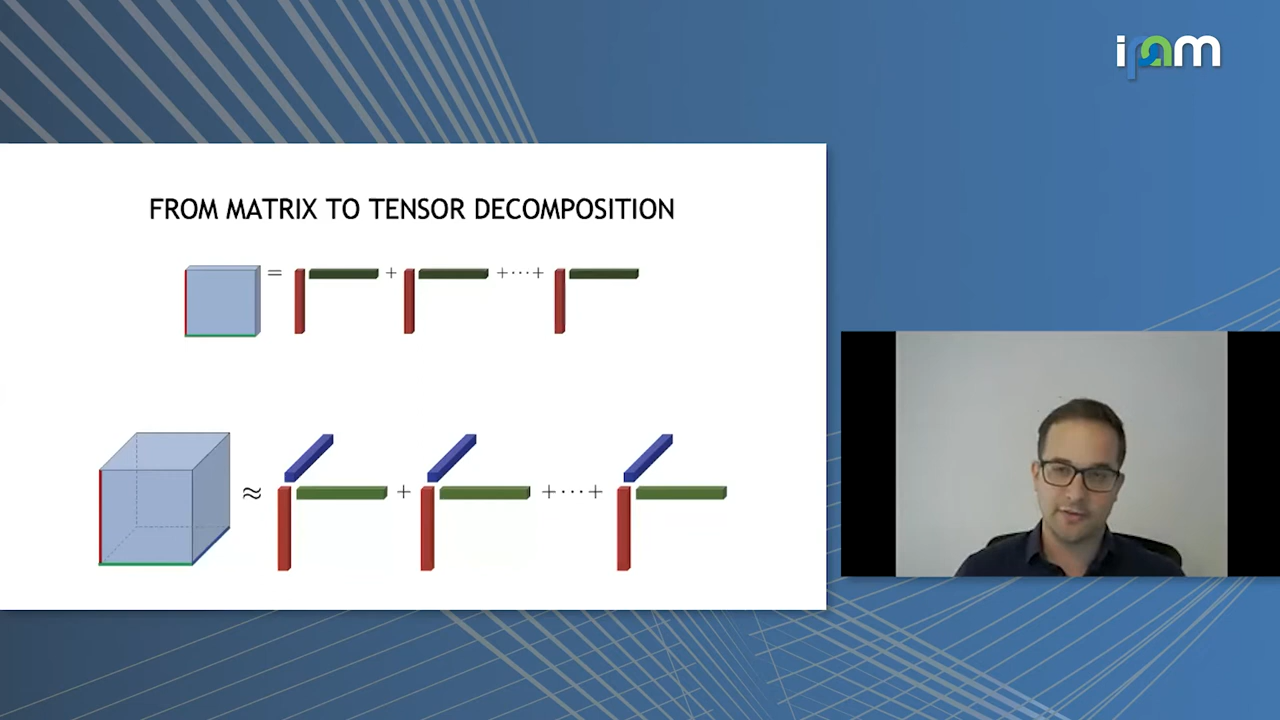 ipam
FROM MATRIX TO TENSOR DECOMPOSITION
= + +···+
≈ + +···+